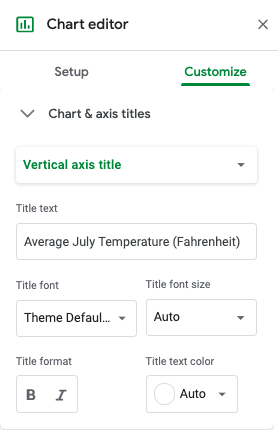 Chart editor
Setup Customize
Chart & axis titles
Vertical axis title
Title text
Average July Temperature (Fahrenheit)
Title font Title font size
Theme Defaul... Auto
Title format Title text color
B I Auto